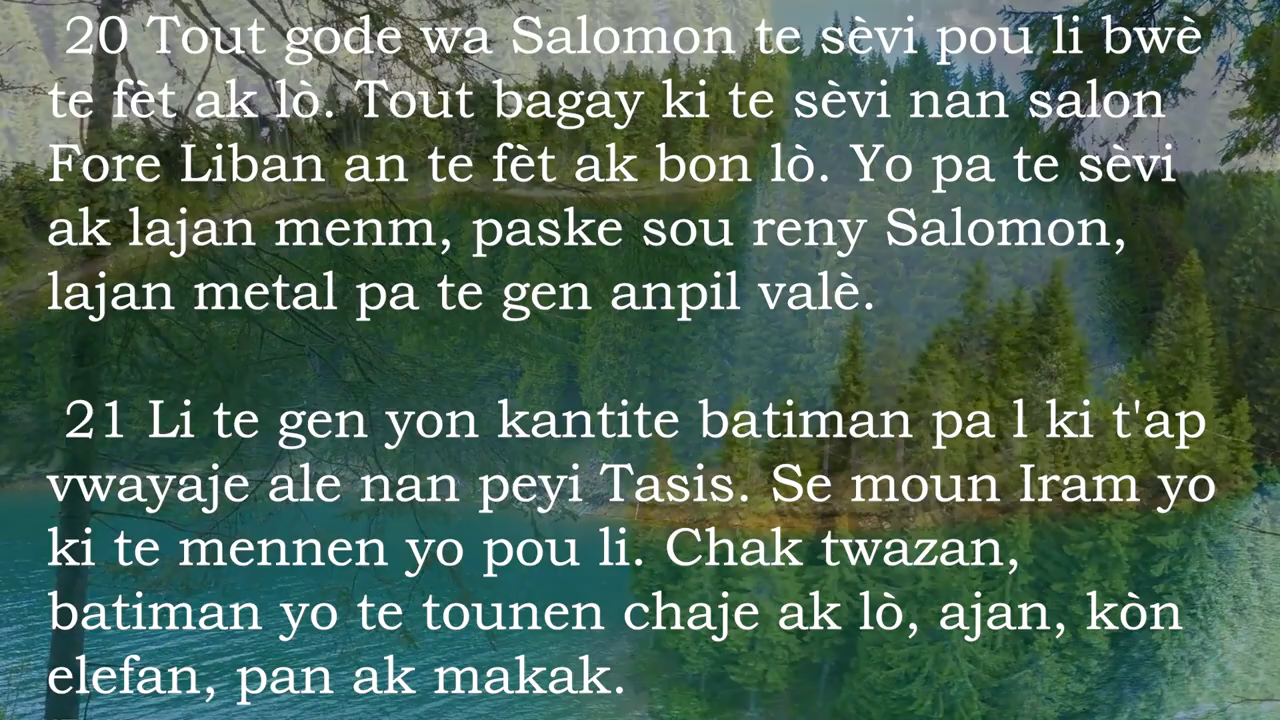 20 Tout gode wa Salomon te sèvi pou li bwè
te fèt ak lò. Tout bagay ki te sèvi nan salon
Fore Liban an te fèt ak bon lò. Yo pa te sèvi
ak lajan menm, paske sou reny Salomon,
lajan metal pa te gen anpil valè.
21 Li te gen yon kantite batiman pa l ki t'ap
vwayaje ale nan peyi Tasis. Se moun Iram yo
ki te mennen yo pou li. Chak twazan,
batiman yo te tounen chaje ak lò, ajan, kòn
elefan, pan ak makak.